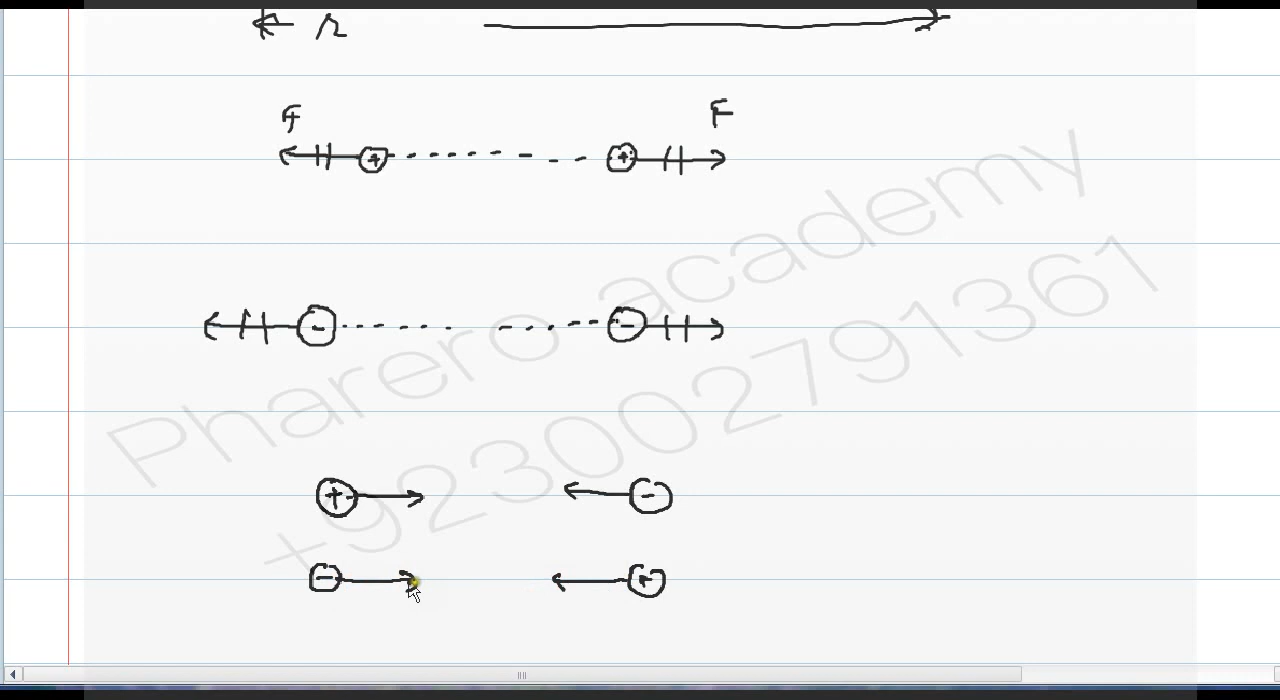 r
F F
+ +
- -
+ -
- +
Pharero academy
+923002791361